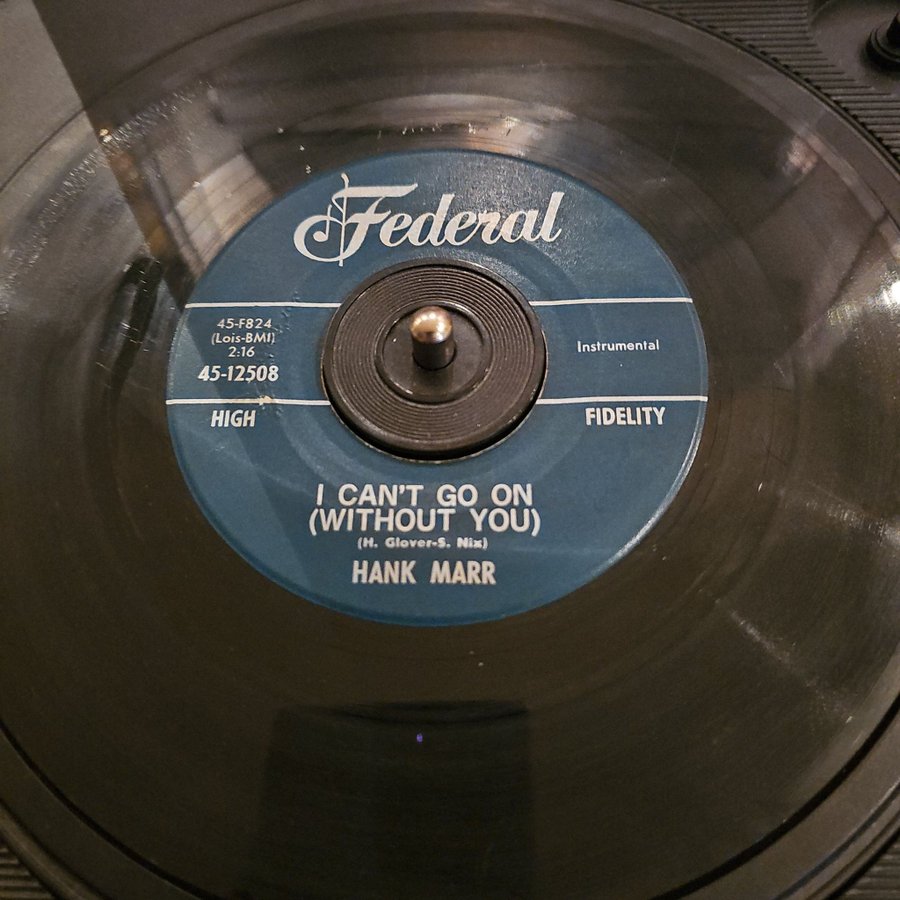 Federal
45-F824
(Lois-BMI)
2:16
45-12508
Instrumental
HIGH FIDELITY
I CAN'T GO ON
(WITHOUT YOU)
(H. Glover-S. Nix)
HANK MARR